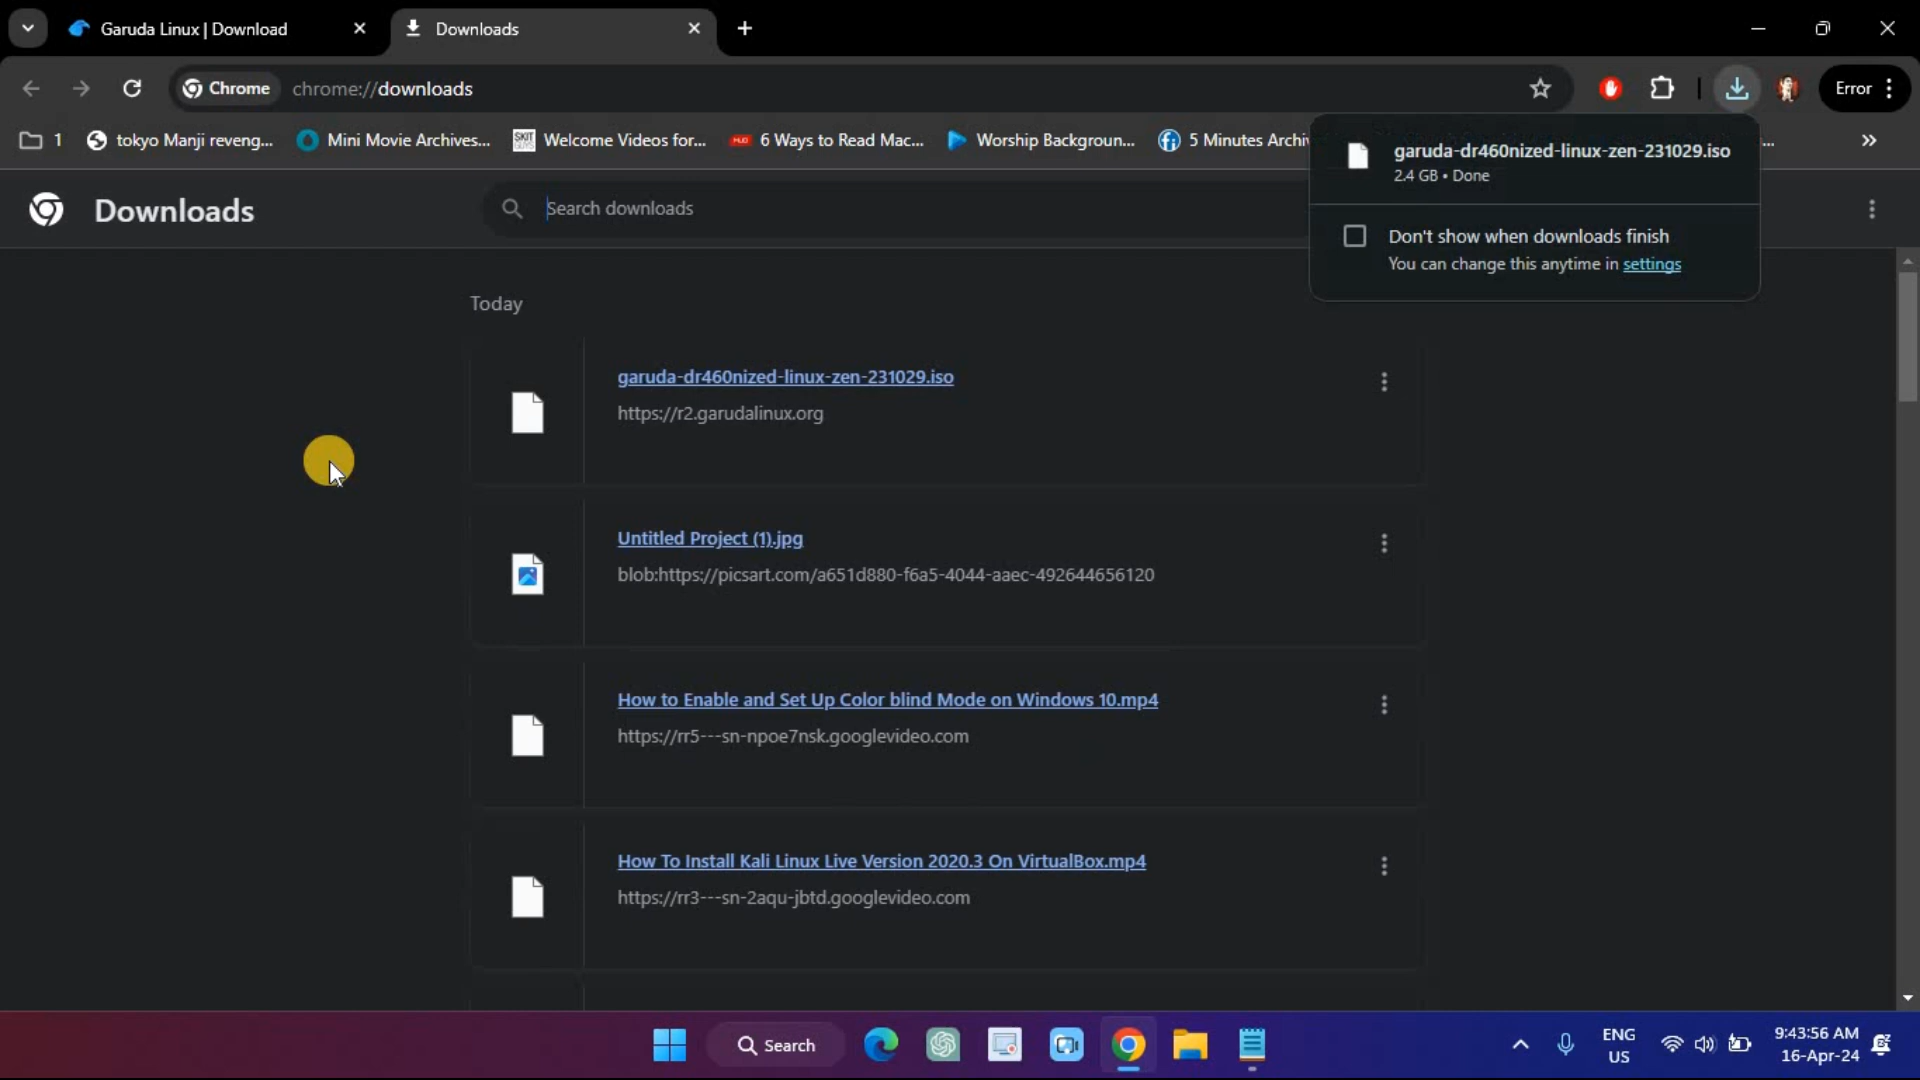 Garuda Linux | Download
Downloads
Chrome
chrome://downloads
Error
1
tokyo Manji reveng...
Mini Movie Archives...
SKIT GUYS
Welcome Videos for...
6 Ways to Read Mac...
Worship Backgroun...
5 Minutes Archi
...
garuda-dr460nized-linux-zen-231029.iso
2.4 GB • Done
Don't show when downloads finish
You can change this anytime in settings
Downloads
Search downloads
Today
garuda-dr460nized-linux-zen-231029.iso
https://r2.garudalinux.org
Untitled Project (1).jpg
blob:https://picsart.com/a651d880-f6a5-4044-aaec-492644656120
How to Enable and Set Up Color blind Mode on Windows 10.mp4
https://rr5---sn-npoe7nsk.googlevideo.com
How To Install Kali Linux Live Version 2020.3 On VirtualBox.mp4
https://rr3---sn-2aqu-jbtd.googlevideo.com
Search
ENG
US
9:43:56 AM
16-Apr-24